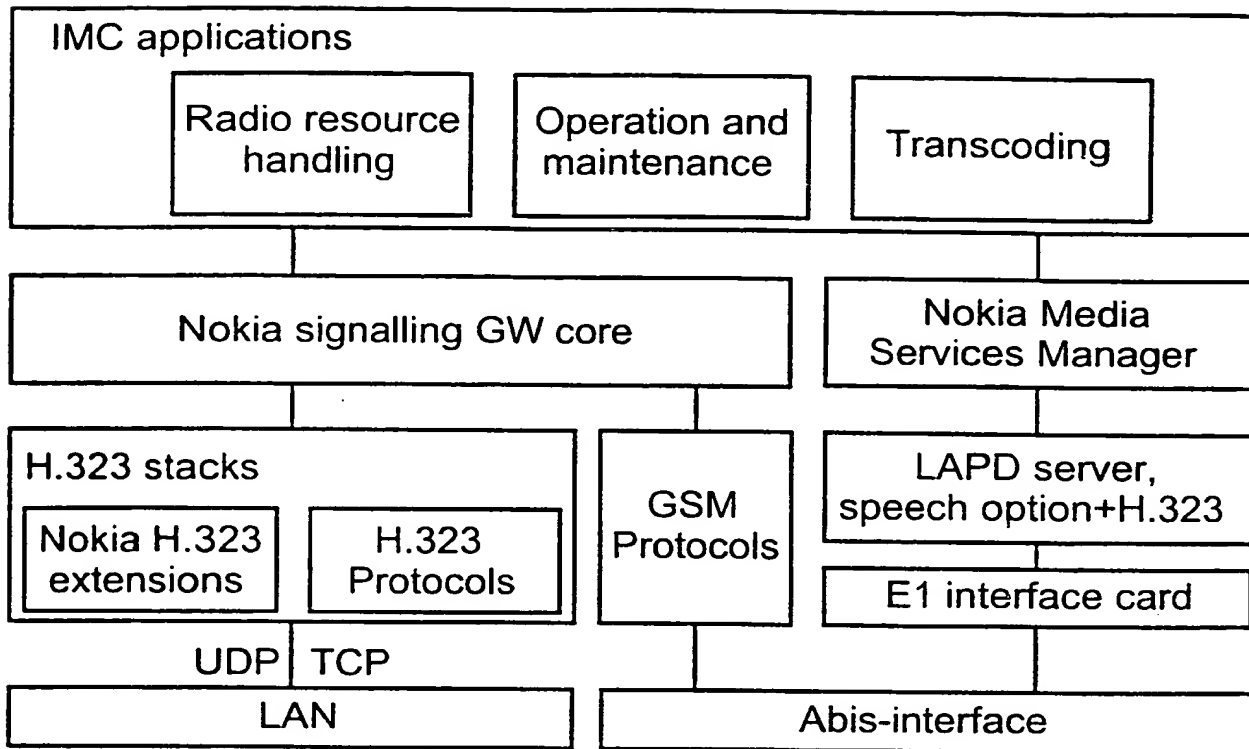 IMC applications
Radio resource
handling
Operation and
maintenance
Transcoding
Nokia signalling GW core
Nokia Media
Services Manager
H.323 stacks
Nokia H.323
extensions
H.323
Protocols
GSM
Protocols
LAPD server,
speech option+H.323
E1 interface card
UDP TCP
LAN
Abis-interface